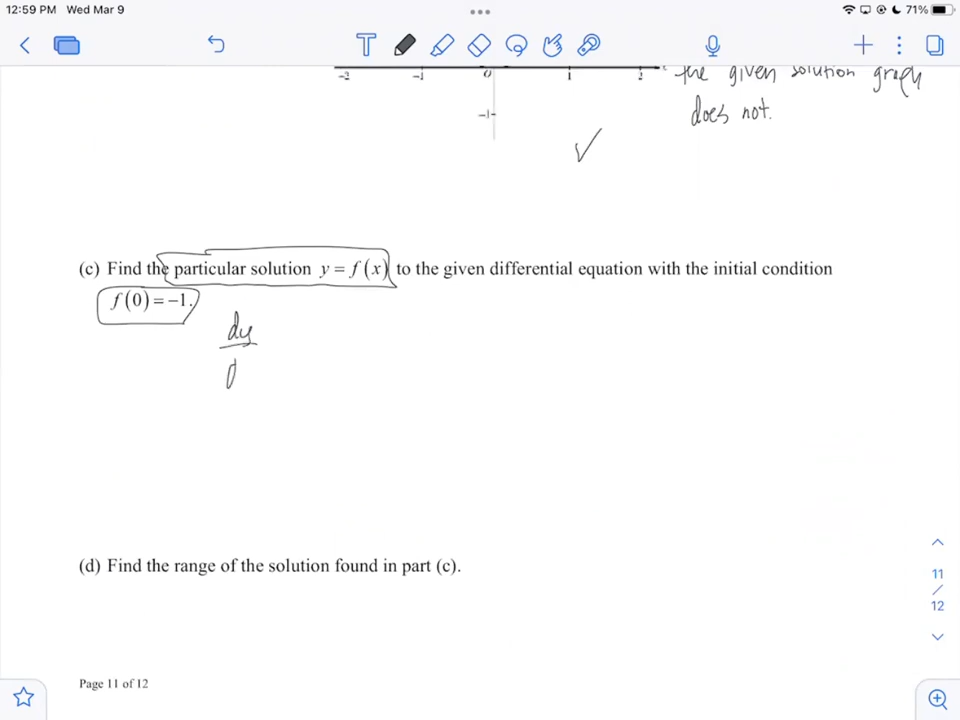 12:59 PM Wed Mar 9
71%
T
-2 -1 0 1 2
-1
the given solution graph
does not.
(c) Find the particular solution y = f(x) to the given differential equation with the initial condition
f(0) = −1.
dy
d
(d) Find the range of the solution found in part (c).
11
/
12
Page 11 of 12